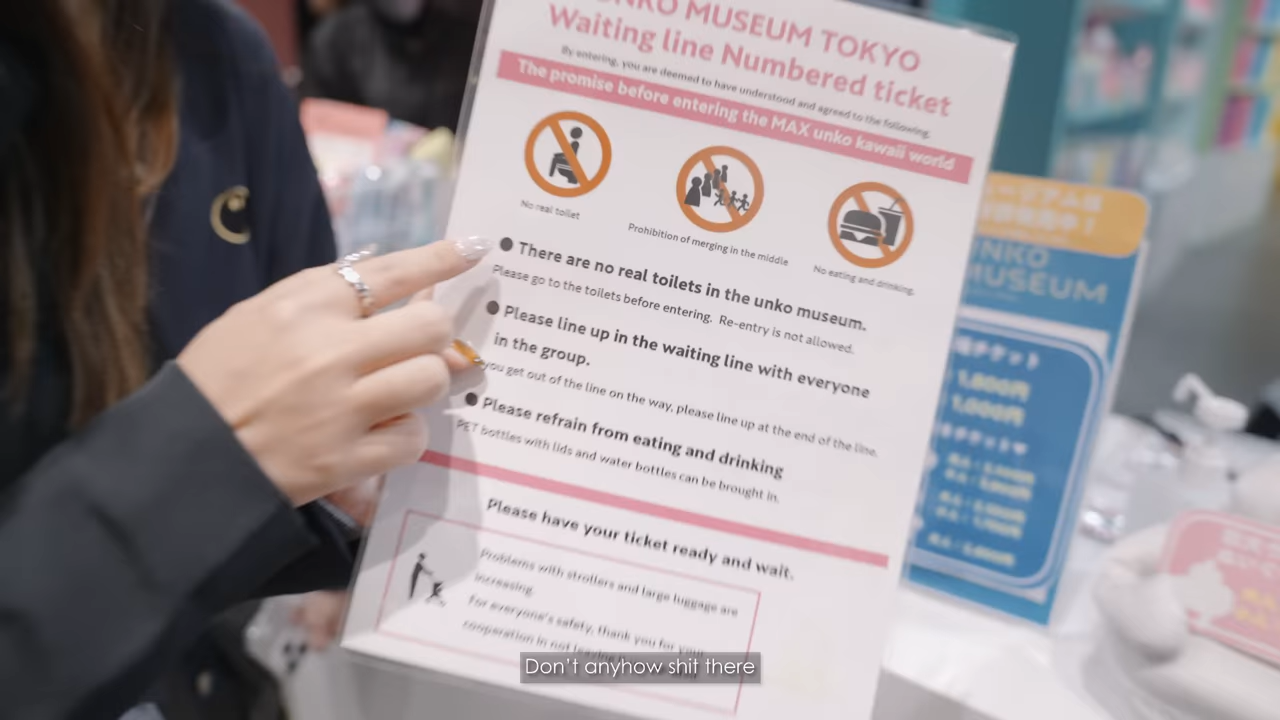 UNKO MUSEUM TOKYO
Waiting line Numbered ticket
By entering, you are deemed to have understood and agreed to the following.
The promise before entering the MAX unko kawaii world
No real toilet
Prohibition of merging in the middle
No eating and drinking.
● There are no real toilets in the unko museum.
Please go to the toilets before entering. Re-entry is not allowed.
● Please line up in the waiting line with everyone
in the group.
you get out of the line on the way, please line up at the end of the line.
● Please refrain from eating and drinking
PET bottles with lids and water bottles can be brought in.
Please have your ticket ready and wait.
Problems with strollers and large luggage are
increasing.
For everyone's safety, thank you for your
cooperation in not leaving
UNKO
MUSEUM
チケット
1,800円
C
Don't anyhow shit there